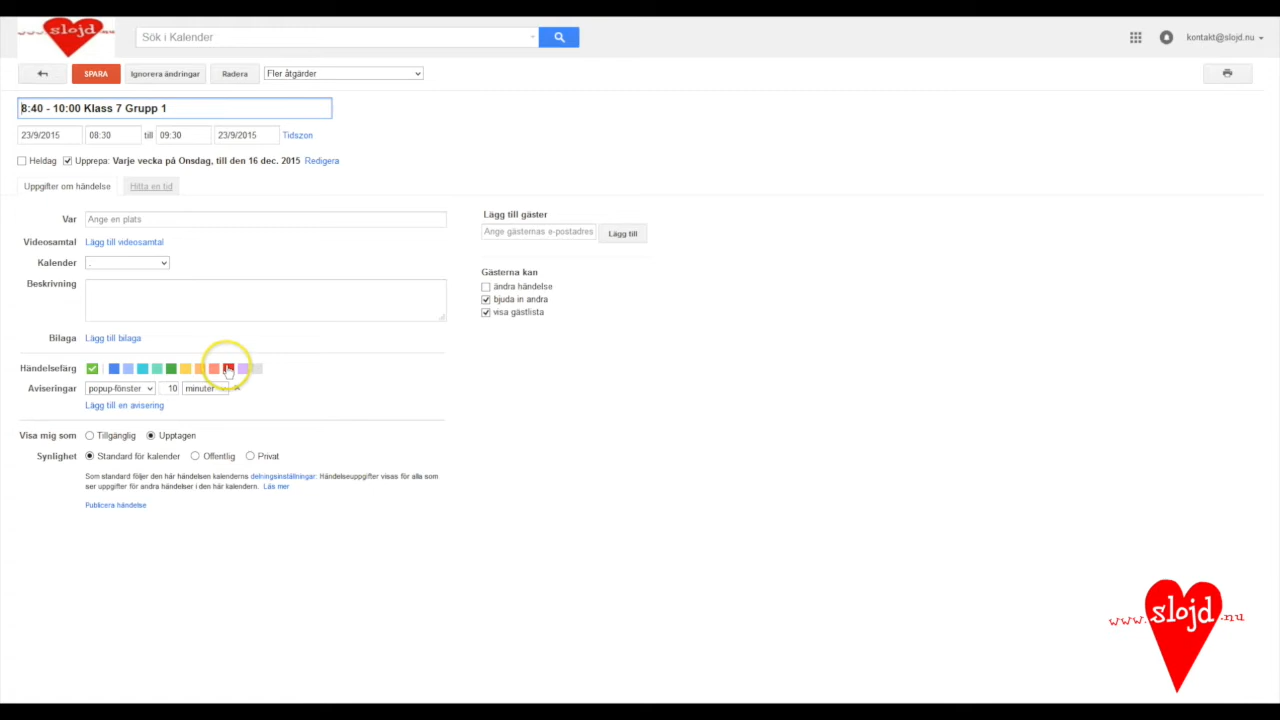 www.slojd.nu
Sök i Kalender
kontakt@slojd.nu
SPARA Ignorera ändringar Radera Fler åtgärder
8:40 - 10:00 Klass 7 Grupp 1
23/9/2015 08:30 till 09:30 23/9/2015 Tidszon
Heldag Upprepa: Varje vecka på Onsdag, till den 16 dec. 2015 Redigera
Uppgifter om händelse Hitta en tid
Var Ange en plats
Videosamtal Lägg till videosamtal
Kalender .
Beskrivning
Bilaga Lägg till bilaga
Händelsefärg
Aviseringar popup-fönster 10 minuter
Lägg till en avisering
Visa mig som Tillgänglig Upptagen
Synlighet Standard för kalender Offentlig Privat
Som standard följer den här händelsen kalenderns delningsinställningar: Händelseuppgifter visas för alla som
ser uppgifter för andra händelser i den här kalendern. Läs mer
Publicera händelse
Lägg till gäster
Ange gästernas e-postadres Lägg till
Gästerna kan
ändra händelse
bjuda in andra
visa gästlista
www.slojd.nu